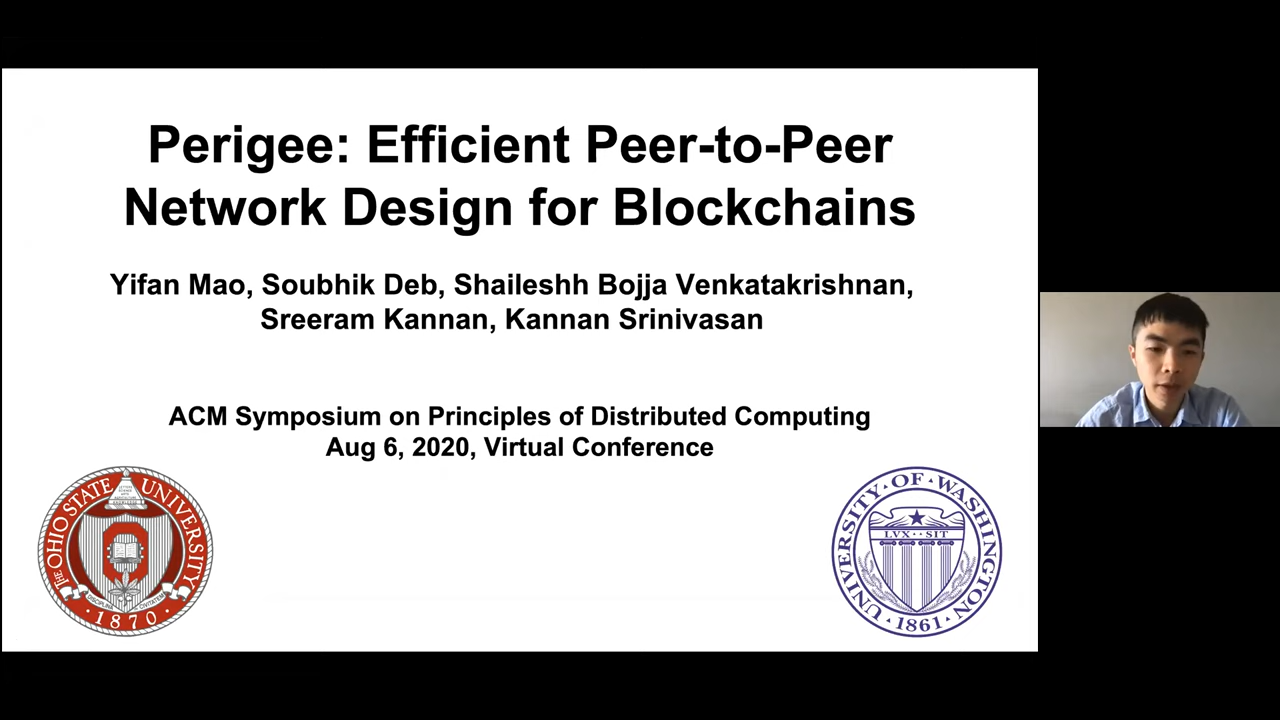 Perigee: Efficient Peer-to-Peer
Network Design for Blockchains
Yifan Mao, Soubhik Deb, Shaileshh Bojja Venkatakrishnan,
Sreeram Kannan, Kannan Srinivasan
ACM Symposium on Principles of Distributed Computing
Aug 6, 2020, Virtual Conference
THE OHIO STATE UNIVERSITY
DISCIPLINA CIVITATEM
1870
UNIVERSITY·OF·WASHINGTON
LVX··SIT
1861